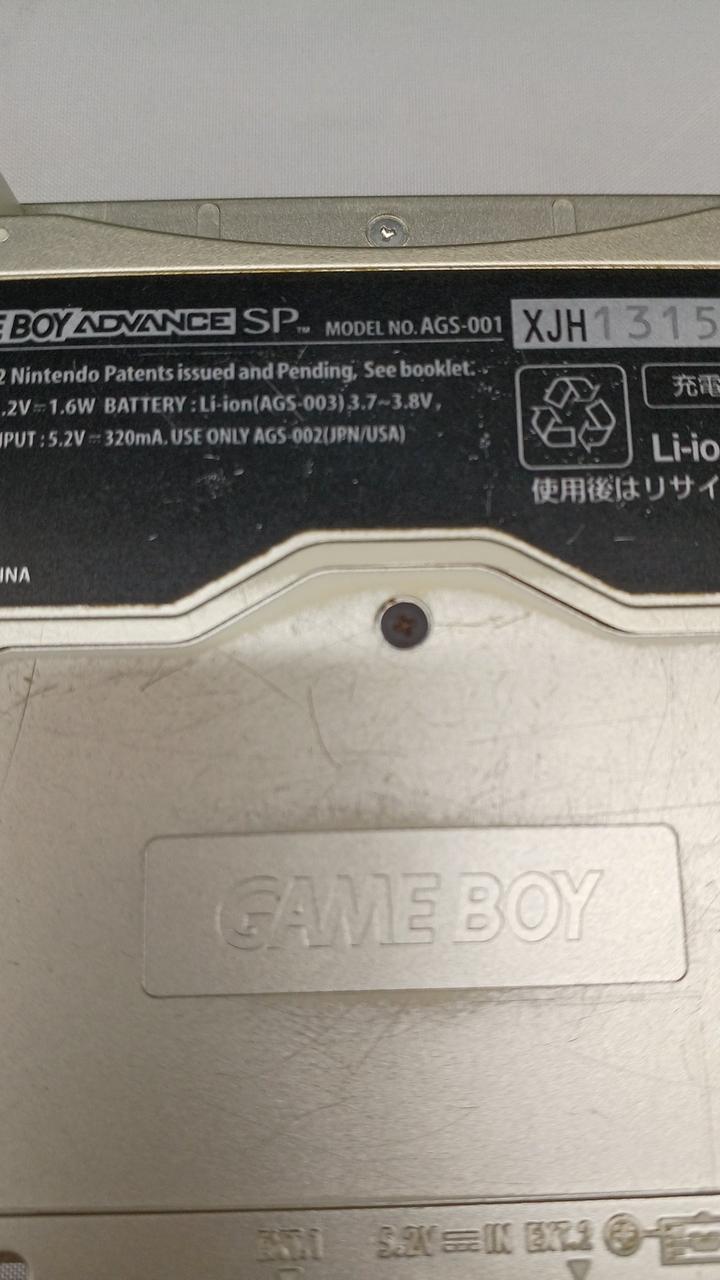 E BOY ADVANCE SP™ MODEL NO. AGS-001 XJH1315
2 Nintendo Patents issued and Pending, See booklet.
.2V⎓1.6W BATTERY : Li-ion(AGS-003) 3.7~3.8V,
PUT : 5.2V⎓320mA. USE ONLY AGS-002(JPN/USA)
充電
Li-io
使用後はリサイ
INA
GAME BOY
EXT.1 5.2V⎓IN EXT.2